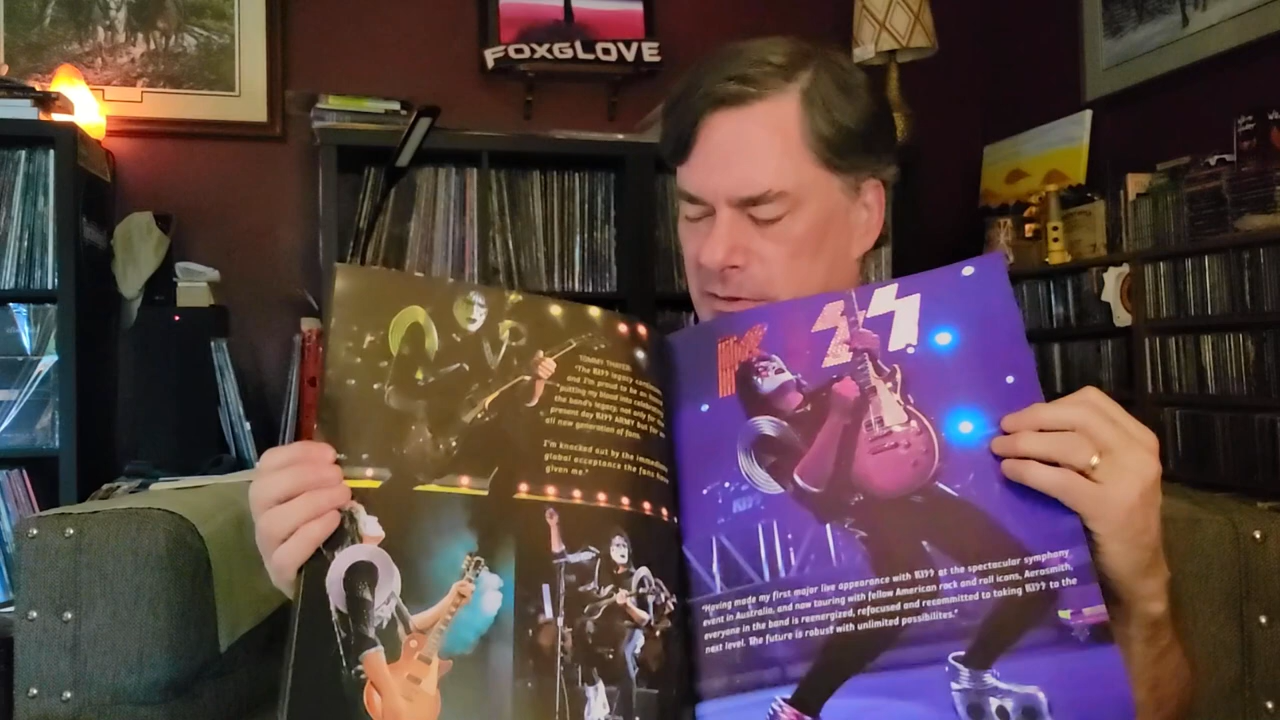 FOXGLOVE
TOMMY THAYER:
"The KISS legacy continues
and I'm proud to be an
"putting my blood into celebrating
the band's legacy, not only for the
present day KISS ARMY but for an
all new generation of fans.
I'm knocked out by the immediate
global acceptance the fans have
given me."
KISS
"Having made my first major live appearance with KISS at the spectacular symphony
event in Australia, and now touring with fellow American rock and roll icons, Aerosmith,
everyone in the band is reenergized, refocused and recommitted to taking KISS to the
next level. The future is robust with unlimited possibilites."